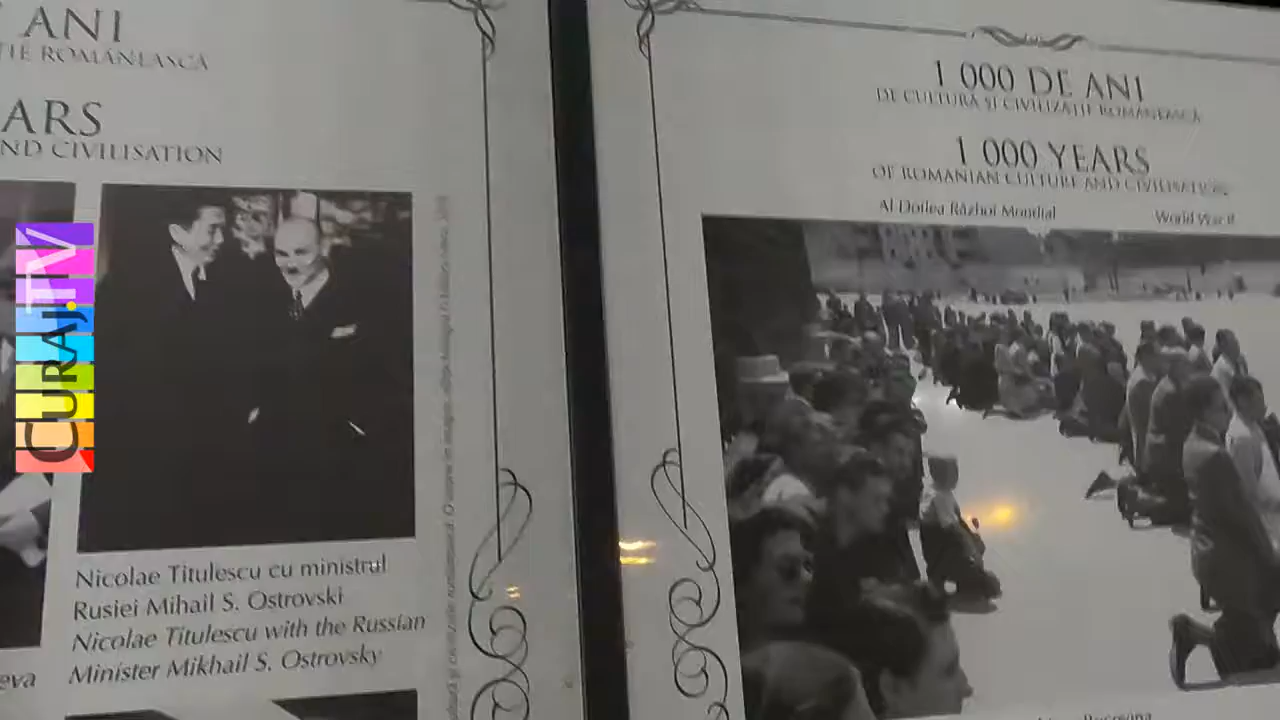 ANI
ȚIE ROMÂNEASCĂ
ARS
ND CIVILISATION
Nicolae Titulescu cu ministrul
Rusiei Mihail S. Ostrovski
Nicolae Titulescu with the Russian
Minister Mikhail S. Ostrovsky
eva
1 000 DE ANI
DE CULTURĂ ȘI CIVILIZAȚIE ROMÂNEASCĂ
1 000 YEARS
OF ROMANIAN CULTURE AND CIVILISATION
Al Doilea Război Mondial World War II
CURAJ.TV